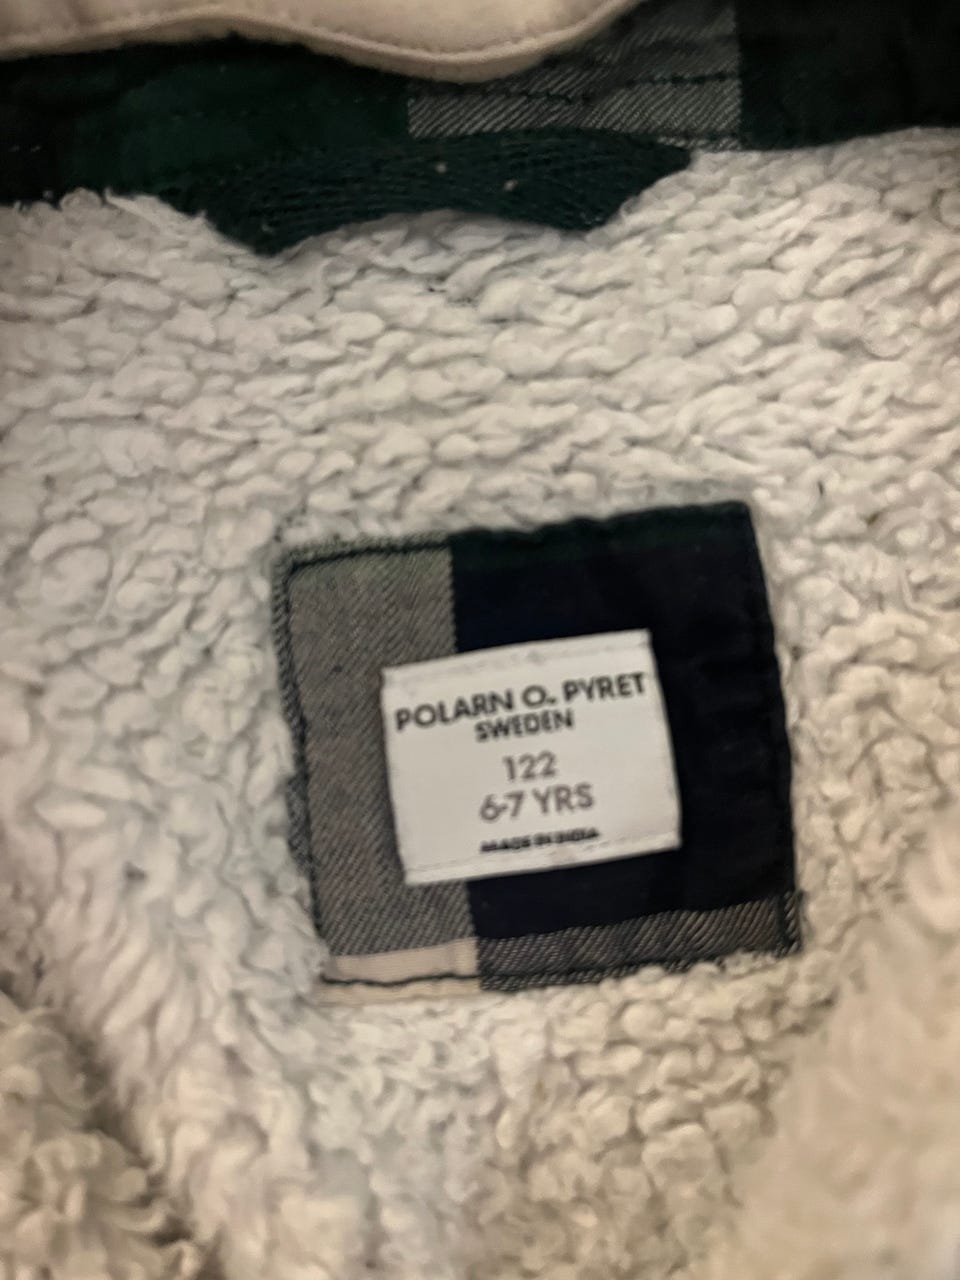 POLARN O. PYRET
SWEDEN
122
6-7 YRS
MADE IN INDIA